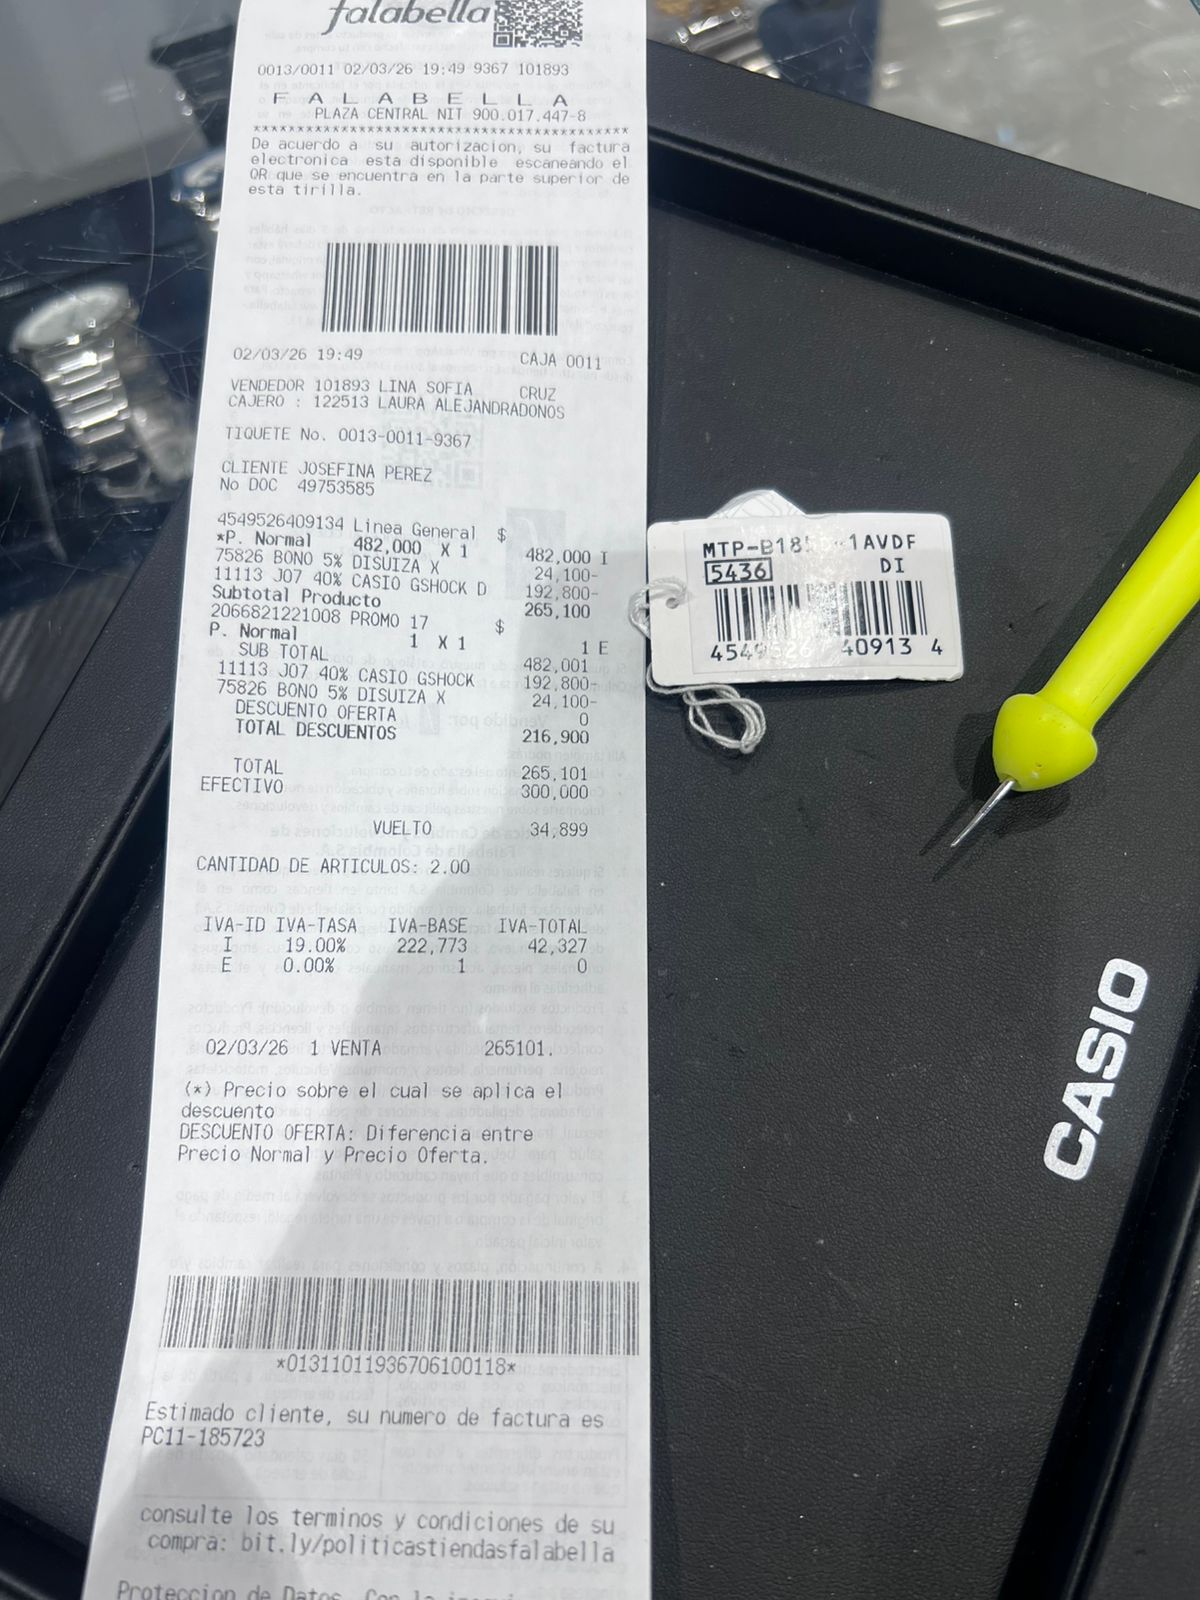 falabella
0013/0011 02/03/26 19:49 9367 101893
F A L A B E L L A
PLAZA CENTRAL NIT 900.017.447-8
******************************************
De acuerdo a su autorizacion, su factura
electronica esta disponible escaneando el
QR que se encuentra en la parte superior de
esta tirilla.
02/03/26 19:49 CAJA 0011
VENDEDOR 101893 LINA SOFIA CRUZ
CAJERO : 122513 LAURA ALEJANDRADONOS
TIQUETE No. 0013-0011-9367
CLIENTE JOSEFINA PEREZ
No DOC 49753585
4549526409134 Linea General $
*P. Normal 482,000 X 1 482,000 I
75826 BONO 5% DISUIZA X 24,100-
11113 J07 40% CASIO GSHOCK D 192,800-
Subtotal Producto 265,100
2066821221008 PROMO 17 $
P. Normal 1 X 1 1 E
SUB TOTAL 482,001
11113 J07 40% CASIO GSHOCK 192,800-
75826 BONO 5% DISUIZA X 24,100-
DESCUENTO OFERTA 0
TOTAL DESCUENTOS 216,900
TOTAL 265,101
EFECTIVO 300,000
VUELTO 34,899
CANTIDAD DE ARTICULOS: 2.00
IVA-ID IVA-TASA IVA-BASE IVA-TOTAL
I 19.00% 222,773 42,327
E 0.00% 1 0
02/03/26 1 VENTA 265101.
(*) Precio sobre el cual se aplica el
descuento
DESCUENTO OFERTA: Diferencia entre
Precio Normal y Precio Oferta.
*01311011936706100118*
Estimado cliente, su numero de factura es
PC11-185723
consulte los terminos y condiciones de su
compra: bit.ly/politicastiendasfalabella
Proteccion de Datos. Con la
5436 DI
40913 4
CASIO